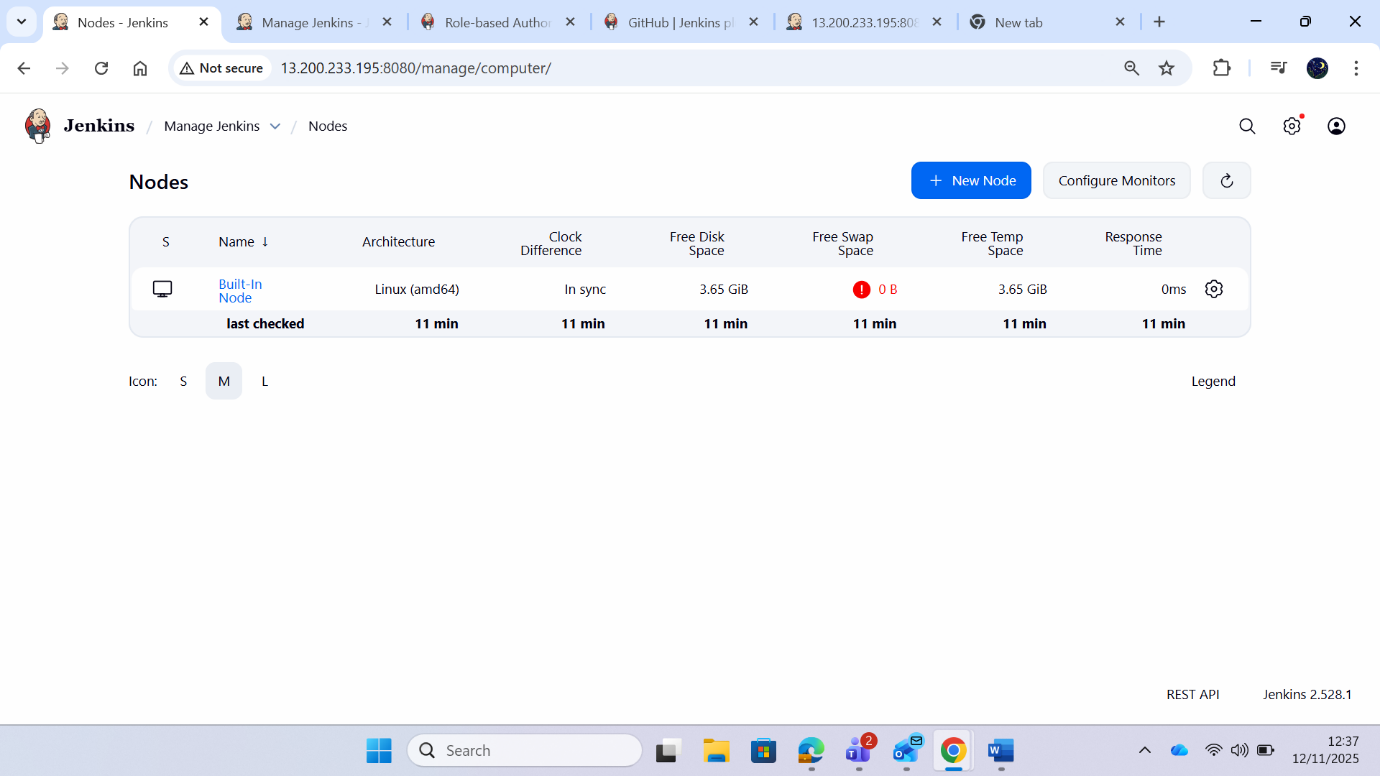 Nodes - Jenkins
Manage Jenkins - J
Role-based Author
GitHub | Jenkins pl
13.200.233.195:808
New tab
Not secure
13.200.233.195:8080/manage/computer/
Jenkins / Manage Jenkins / Nodes
Nodes
+ New Node
Configure Monitors
S Name ↓ Architecture Clock Difference Free Disk Space Free Swap Space Free Temp Space Response Time
Built-In Node Linux (amd64) In sync 3.65 GiB 0 B 3.65 GiB 0ms
last checked 11 min 11 min 11 min 11 min 11 min 11 min
Icon: S M L
Legend
REST API Jenkins 2.528.1
Search
2
12:37
12/11/2025